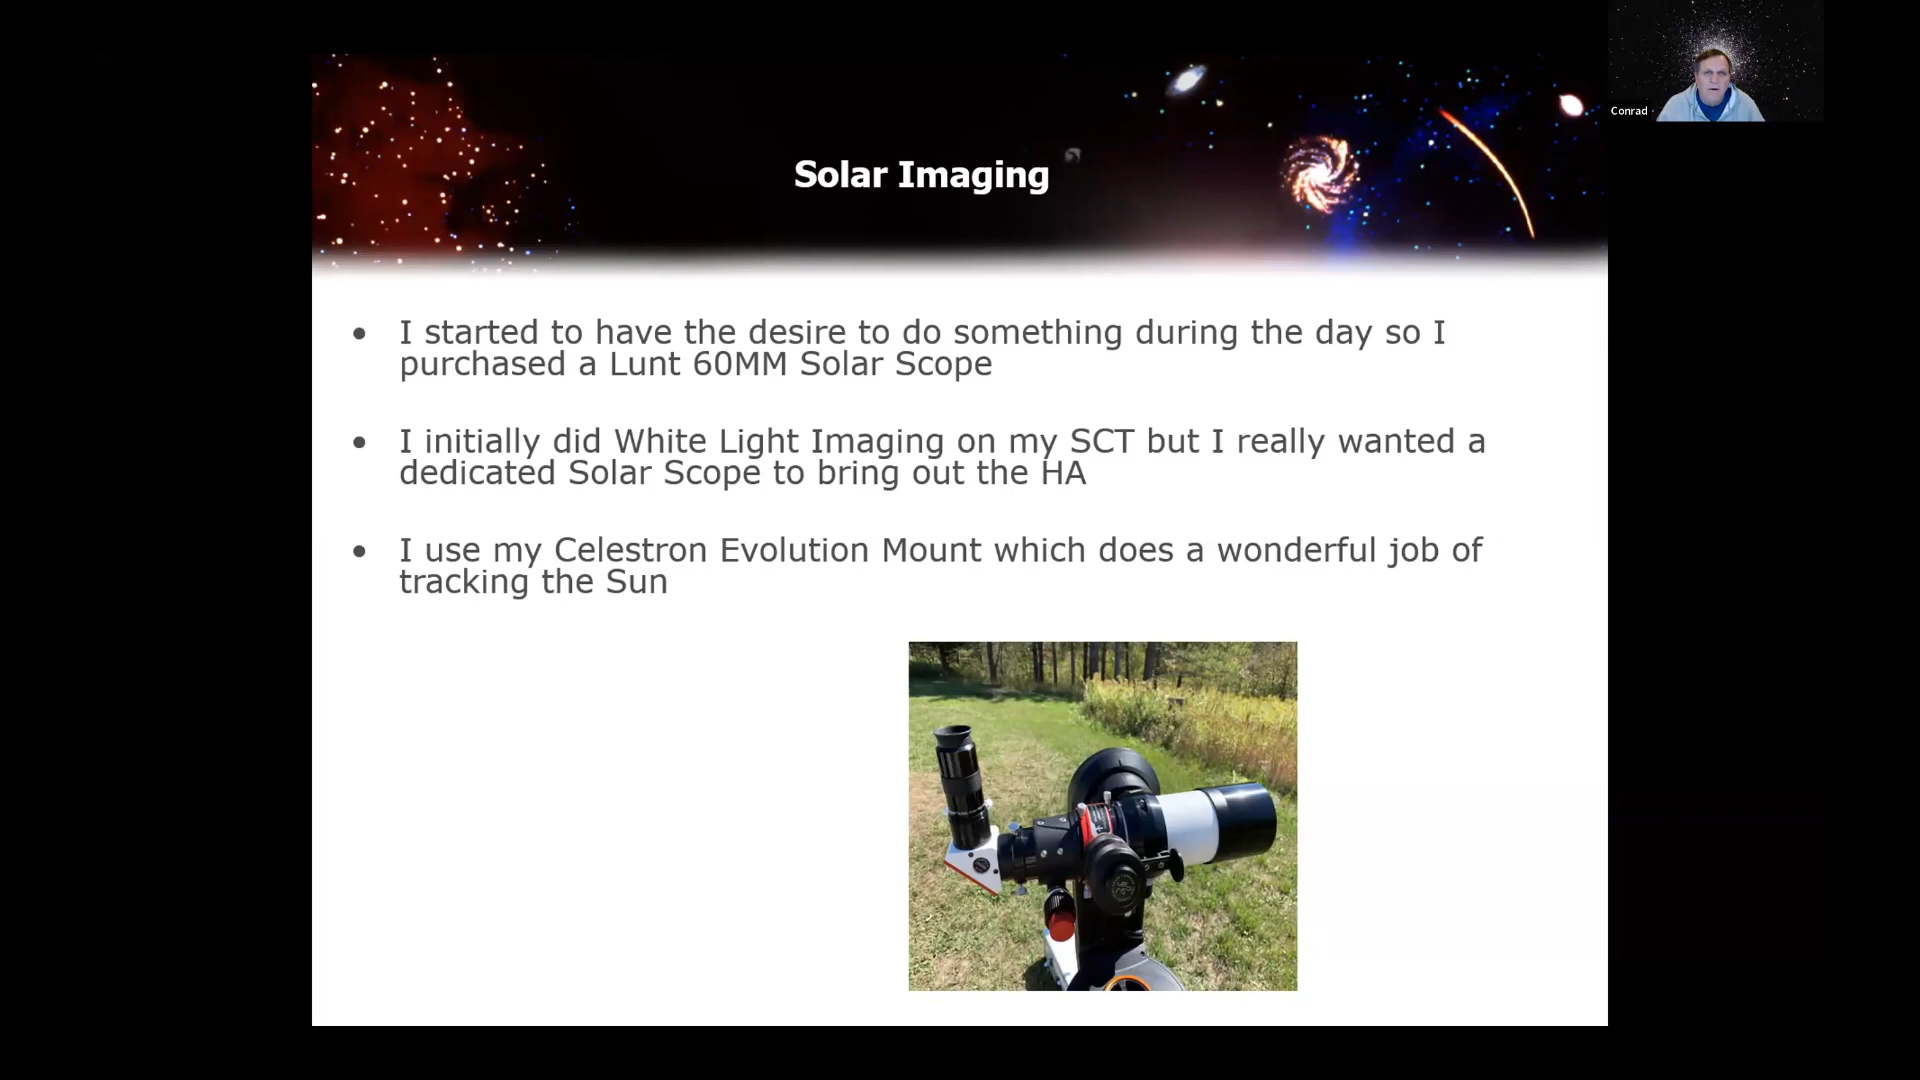 Conrad
Solar Imaging
• I started to have the desire to do something during the day so I
purchased a Lunt 60MM Solar Scope
• I initially did White Light Imaging on my SCT but I really wanted a
dedicated Solar Scope to bring out the HA
• I use my Celestron Evolution Mount which does a wonderful job of
tracking the Sun